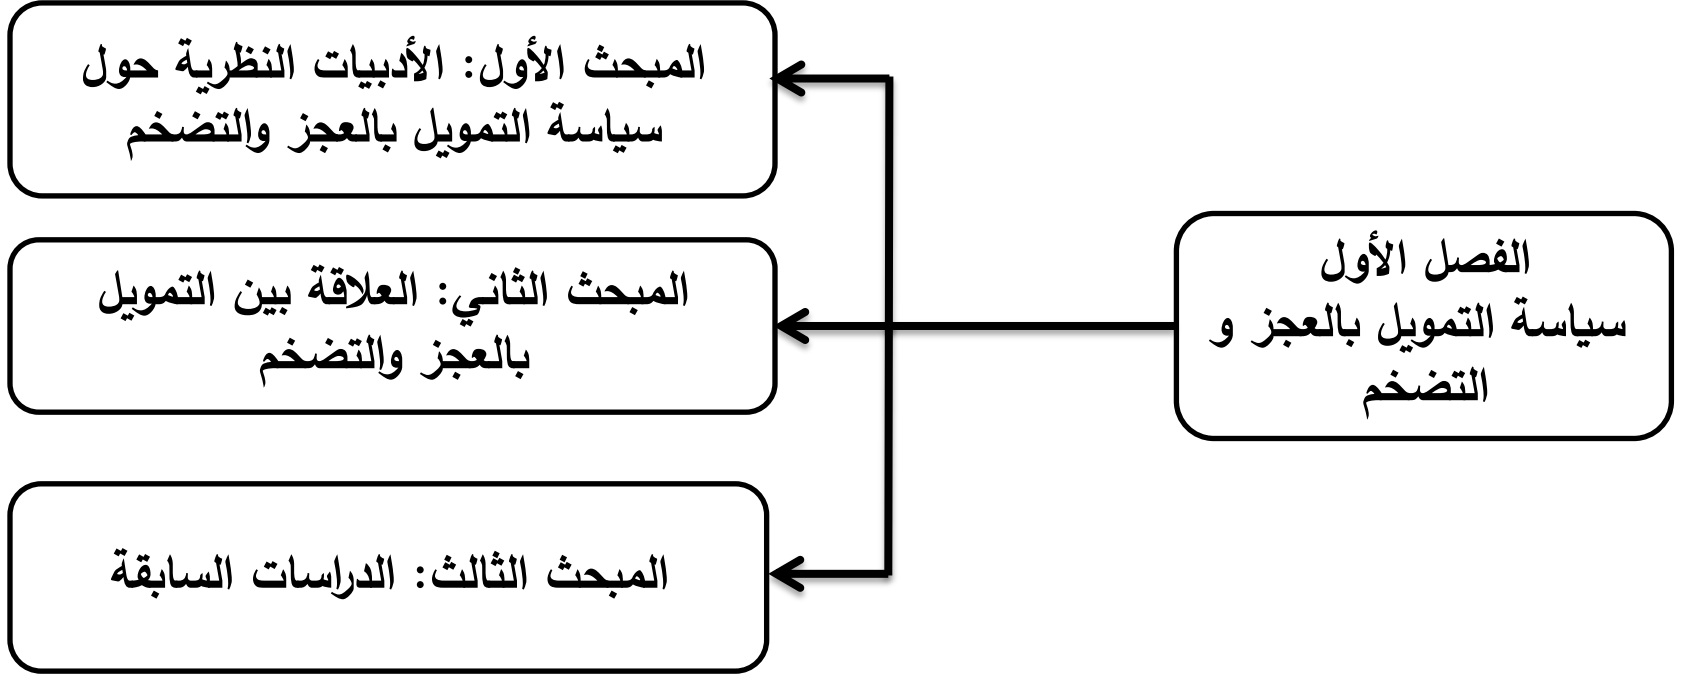 الفصل الأول
سياسة التمويل بالعجز و
التضخم
المبحث الأول: الأدبيات النظرية حول
سياسة التمويل بالعجز والتضخم
المبحث الثاني: العلاقة بين التمويل
بالعجز والتضخم
المبحث الثالث: الدراسات السابقة